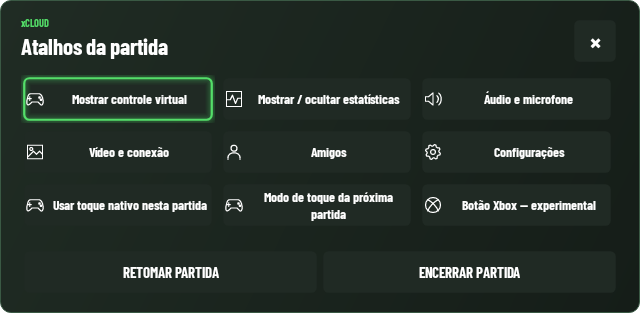 xCLOUD
Atalhos da partida
Mostrar controle virtual
Mostrar / ocultar estatísticas
Áudio e microfone
Vídeo e conexão
Amigos
Configurações
Usar toque nativo nesta partida
Modo de toque da próxima
partida
Botão Xbox — experimental
RETOMAR PARTIDA
ENCERRAR PARTIDA